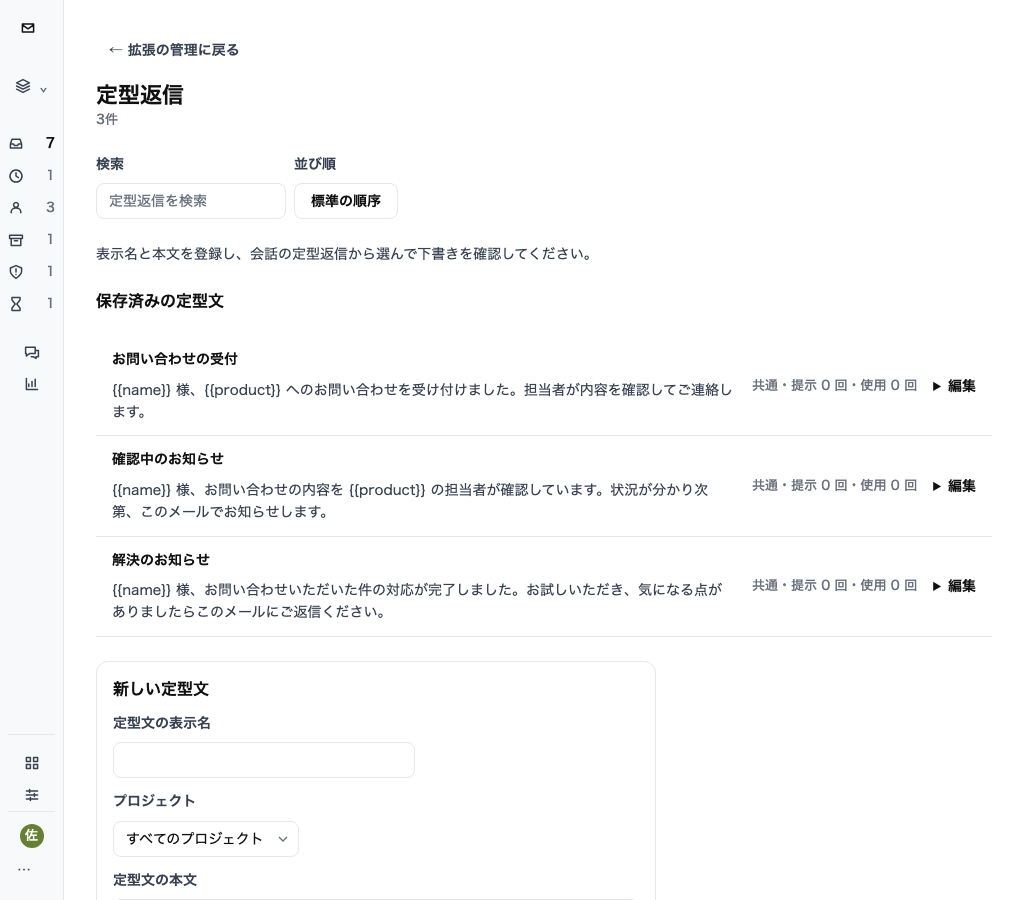 ← 拡張の管理に戻る
定型返信
3件
検索
並び順
定型返信を検索
標準の順序
表示名と本文を登録し、会話の定型返信から選んで下書きを確認してください。
保存済みの定型文
お問い合わせの受付
{{name}} 様、{{product}} へのお問い合わせを受け付けました。担当者が内容を確認してご連絡し
ます。
共通・提示 0 回・使用 0 回
▶ 編集
確認中のお知らせ
{{name}} 様、お問い合わせの内容を {{product}} の担当者が確認しています。状況が分かり次
第、このメールでお知らせします。
共通・提示 0 回・使用 0 回
▶ 編集
解決のお知らせ
{{name}} 様、お問い合わせいただいた件の対応が完了しました。お試しいただき、気になる点が
ありましたらこのメールにご返信ください。
共通・提示 0 回・使用 0 回
▶ 編集
新しい定型文
定型文の表示名
プロジェクト
すべてのプロジェクト
定型文の本文
7
1
3
1
1
1
佐
…